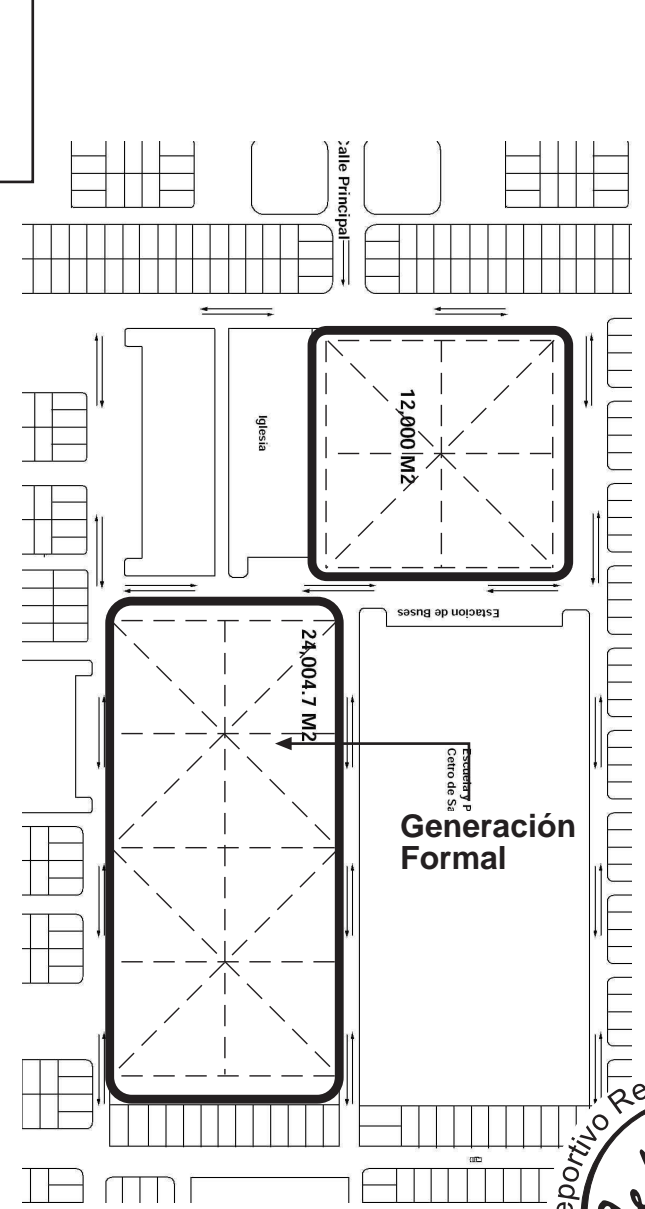 alle Principal
Iglesia
12,000 M2
Estacion de Buses
24,004.7 M2
Escuela y P
Cetro de Sa
Generación
Formal
eportivo Re